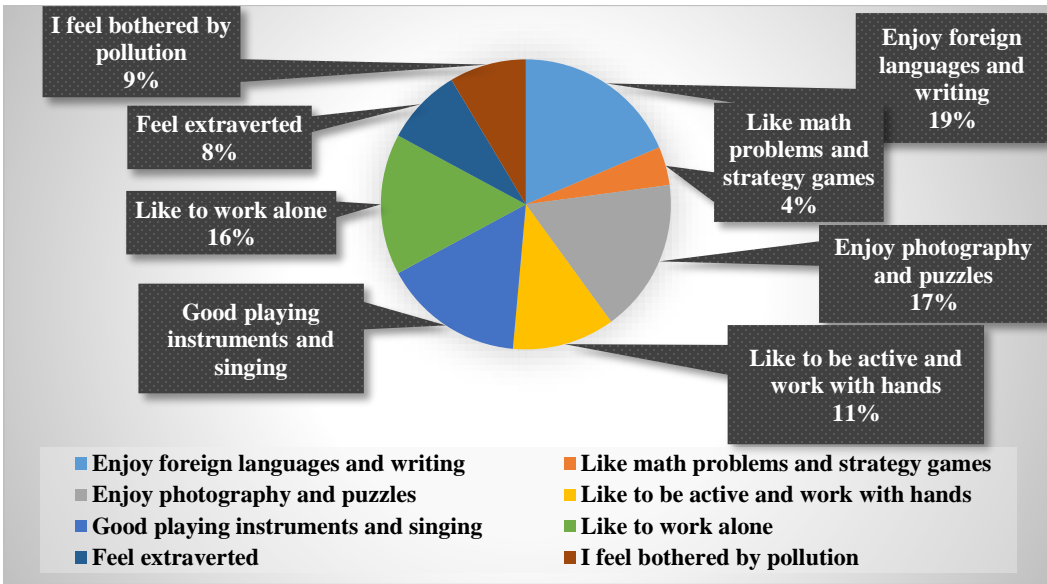 I feel bothered by
pollution
9%
Enjoy foreign
languages and
writing
19%
Feel extraverted
8%
Like math
problems and
strategy games
4%
Like to work alone
16%
Enjoy photography
and puzzles
17%
Good playing
instruments and
singing
Like to be active and
work with hands
11%
Enjoy foreign languages and writing
Like math problems and strategy games
Enjoy photography and puzzles
Like to be active and work with hands
Good playing instruments and singing
Like to work alone
Feel extraverted
I feel bothered by pollution